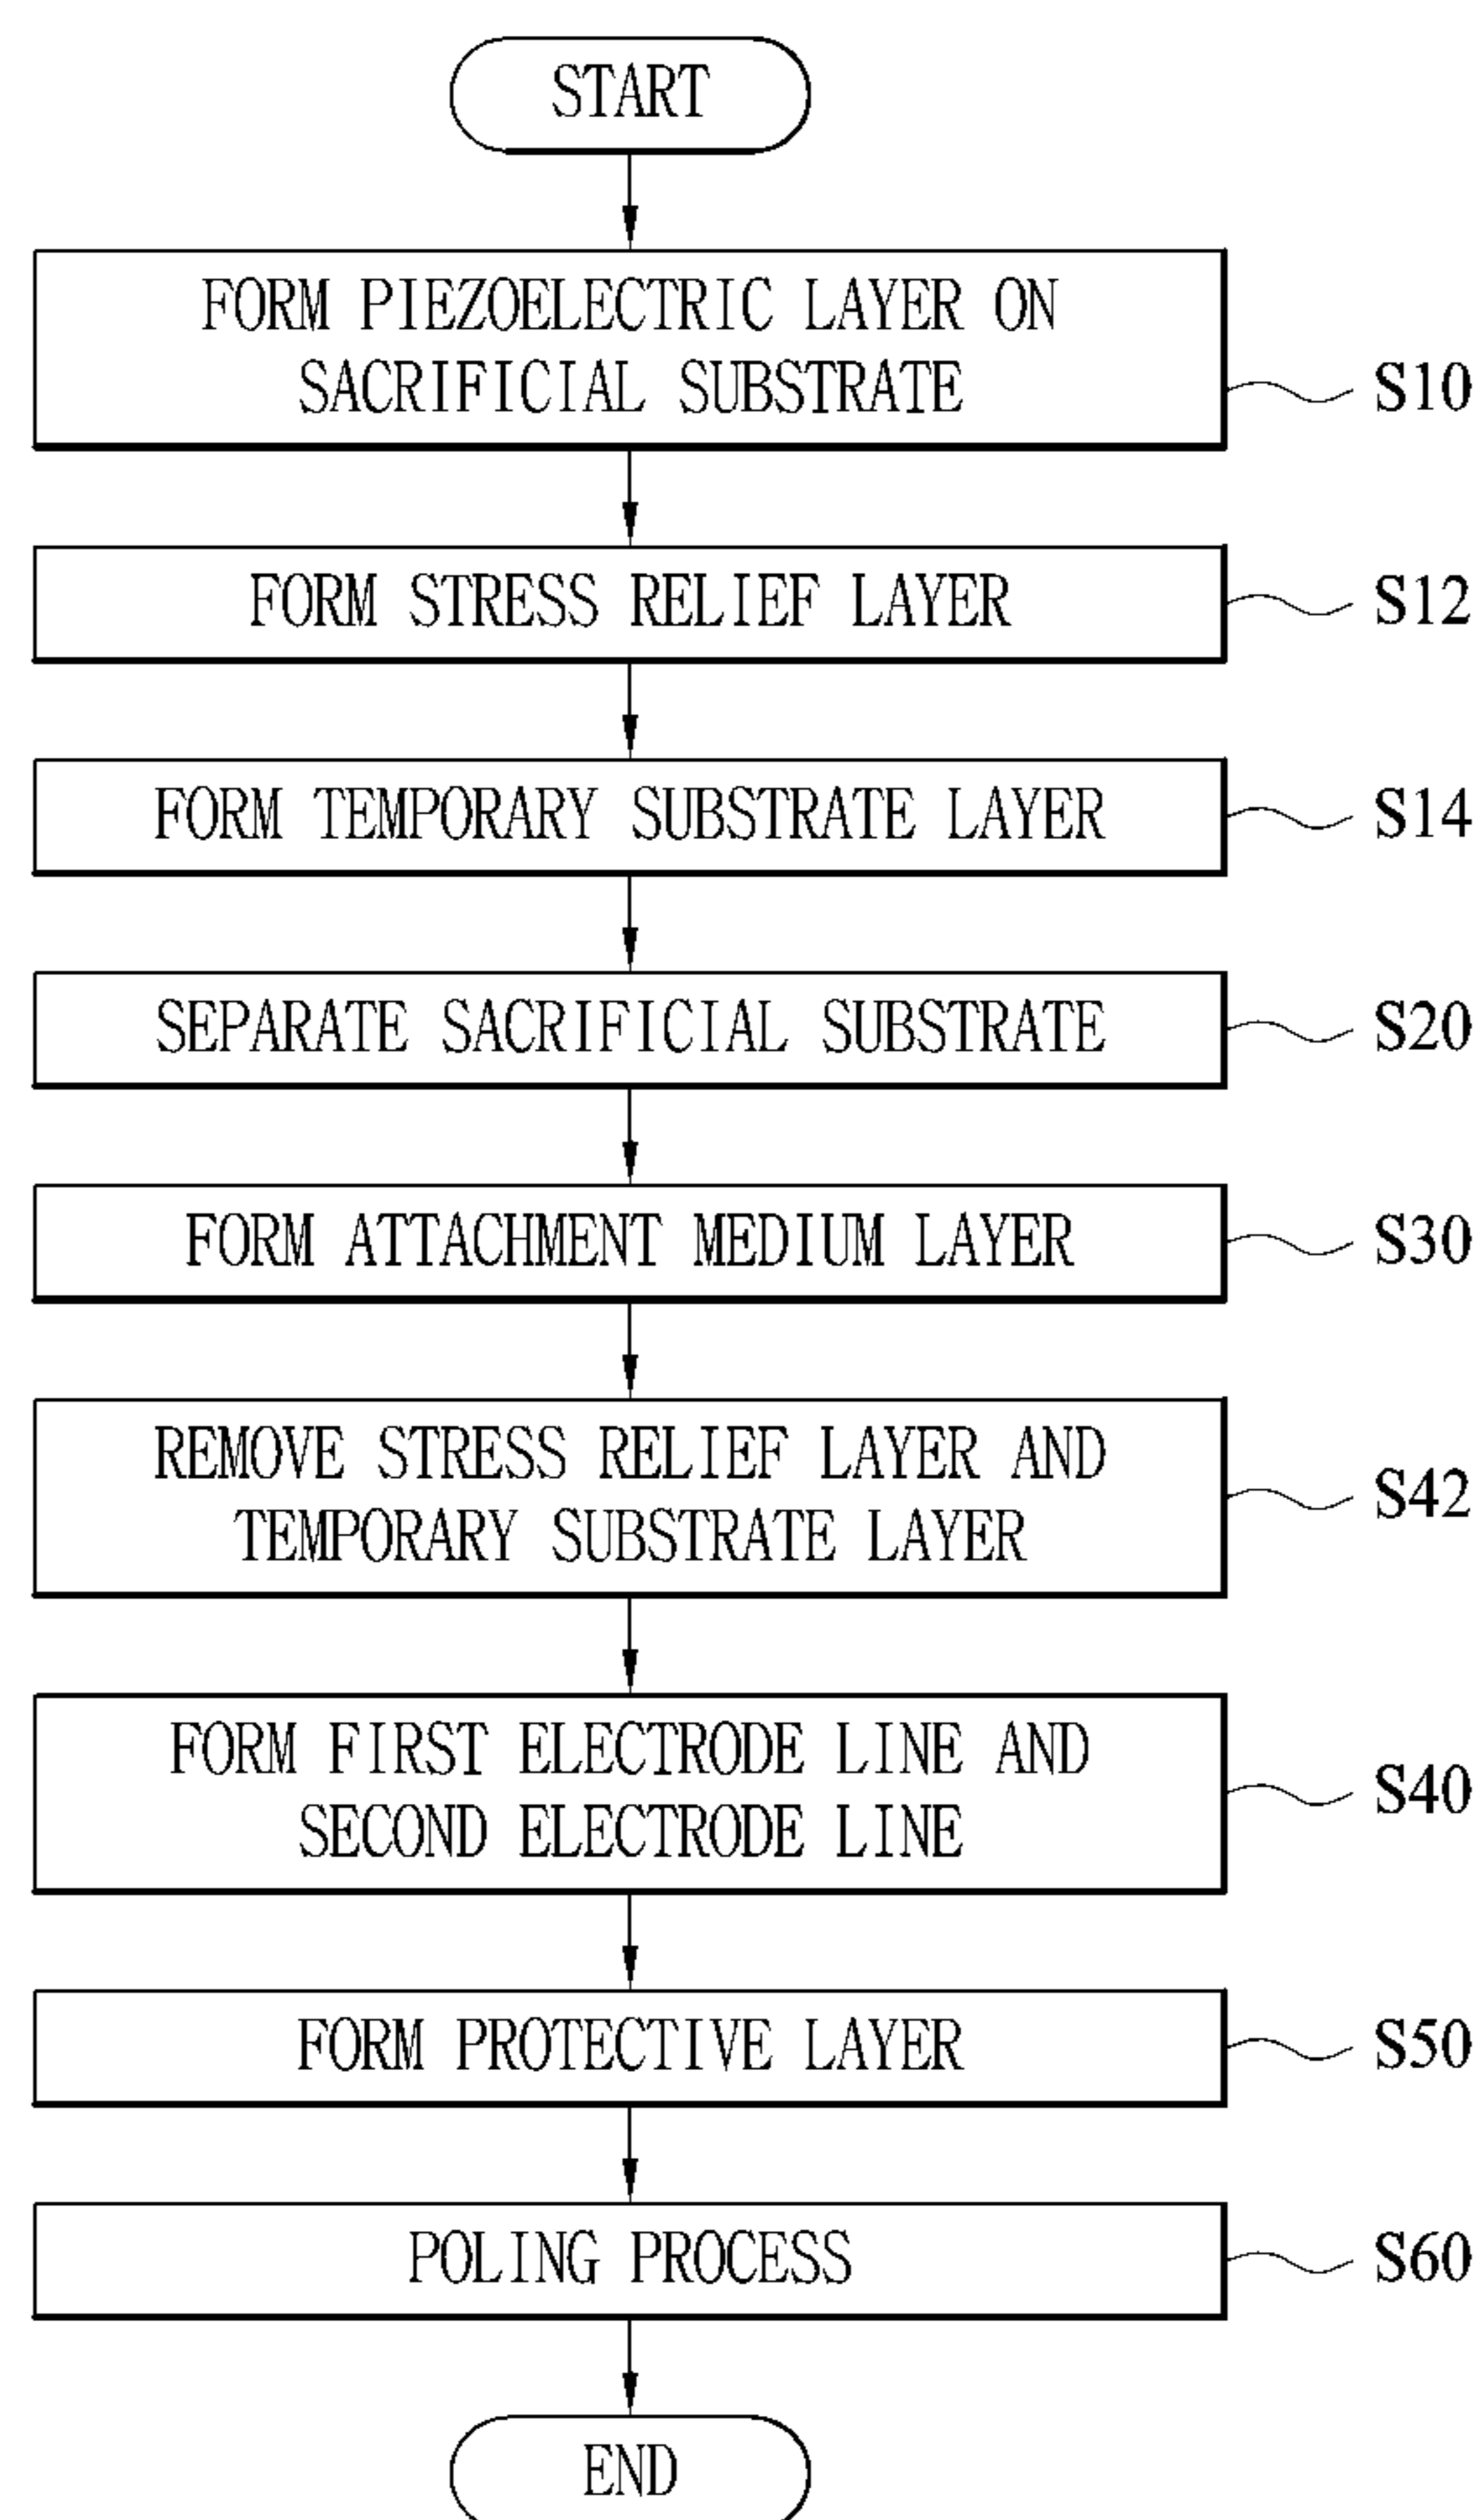 START
FORM PIEZOELECTRIC LAYER ON
SACRIFICIAL SUBSTRATE
S10
FORM STRESS RELIEF LAYER
S12
FORM TEMPORARY SUBSTRATE LAYER
S14
SEPARATE SACRIFICIAL SUBSTRATE
S20
FORM ATTACHMENT MEDIUM LAYER
S30
REMOVE STRESS RELIEF LAYER AND
TEMPORARY SUBSTRATE LAYER
S42
FORM FIRST ELECTRODE LINE AND
SECOND ELECTRODE LINE
S40
FORM PROTECTIVE LAYER
S50
POLING PROCESS
S60
END